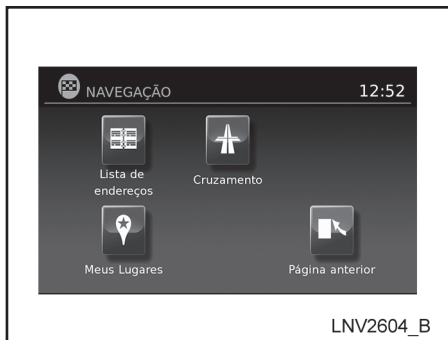 NAVEGAÇÃO 12:52
Lista de
endereços
Cruzamento
Meus Lugares
Página anterior
LNV2604_B